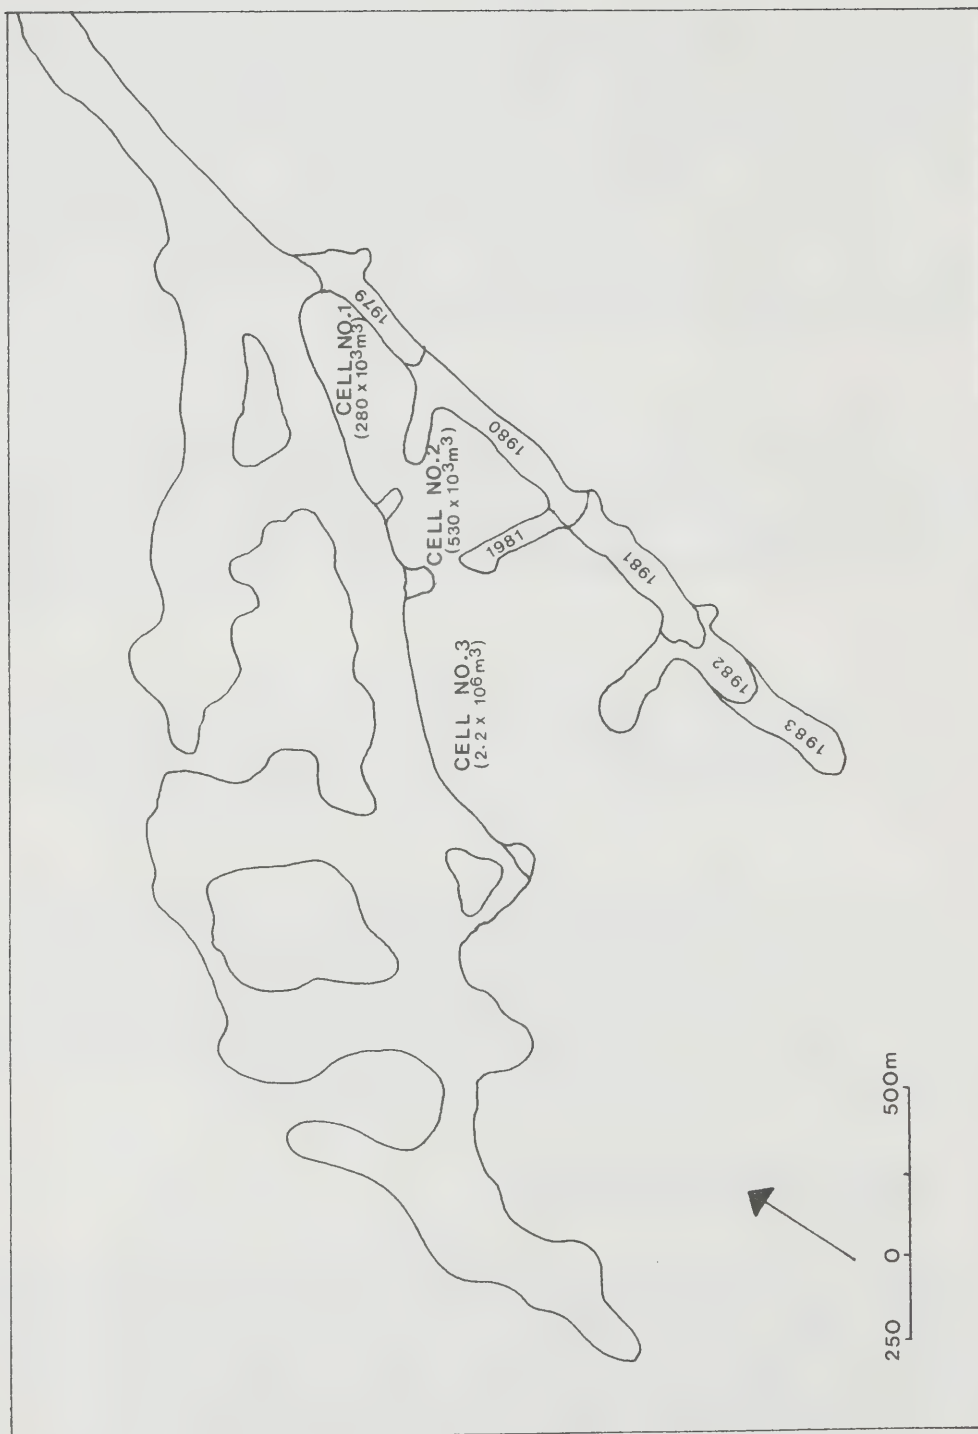 CELL NO.1
(280 x 10³m³)
1979
CELL NO.2
(530 x 10³m³)
1980
1981
1981
CELL NO.3
(2.2 x 10⁶m³)
1982
1983
250 0 500m